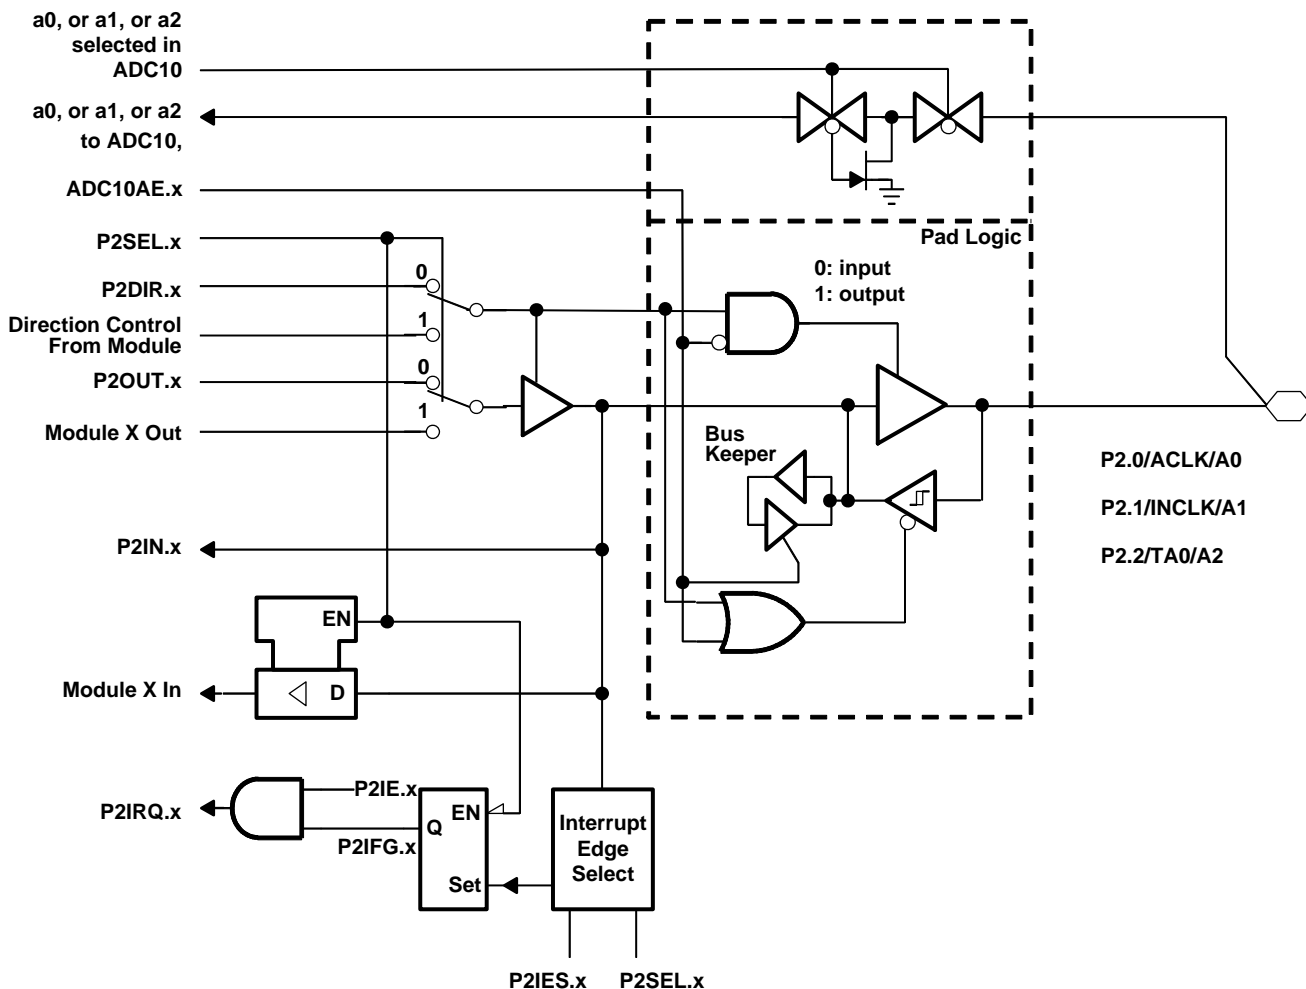 a0, or a1, or a2
selected in
ADC10
a0, or a1, or a2
to ADC10,
ADC10AE.x
P2SEL.x
Pad Logic
0
P2DIR.x
0: input
1: output
1
Direction Control
From Module
0
P2OUT.x
1
Module X Out
Bus
Keeper
P2.0/ACLK/A0
P2.1/INCLK/A1
P2.2/TA0/A2
P2IN.x
EN
Module X In
D
P2IE.x
P2IRQ.x
EN
Q
P2IFG.x
Set
Interrupt
Edge
Select
P2IES.x
P2SEL.x